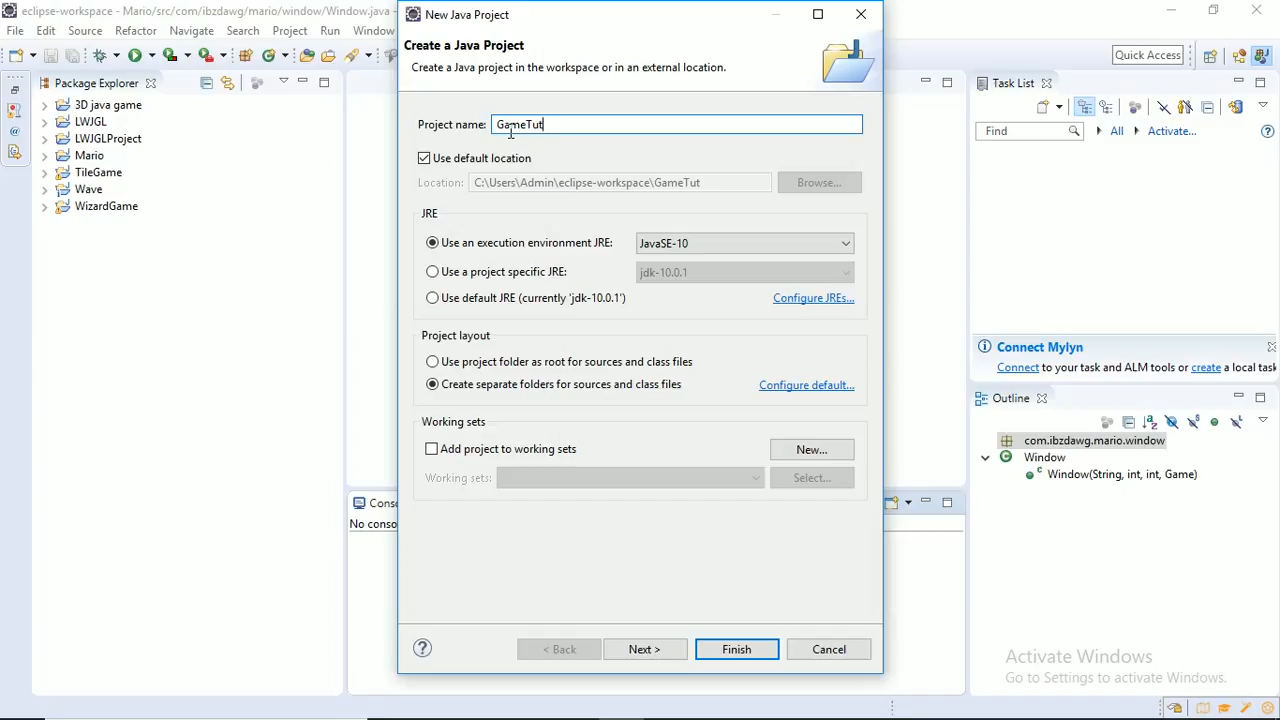 eclipse-workspace - Mario/src/com/ibzdawg/mario/window/Window.java
File Edit Source Refactor Navigate Search Project Run Window
Quick Access
Package Explorer
3D java game
LWJGL
LWJGLProject
Mario
TileGame
Wave
WizardGame
New Java Project
Create a Java Project
Create a Java project in the workspace or in an external location.
Project name: GameTut
Use default location
Location: C:\Users\Admin\eclipse-workspace\GameTut Browse...
JRE
Use an execution environment JRE: JavaSE-10
Use a project specific JRE: jdk-10.0.1
Use default JRE (currently 'jdk-10.0.1') Configure JREs...
Project layout
Use project folder as root for sources and class files
Create separate folders for sources and class files Configure default...
Working sets
Add project to working sets New...
Working sets: Select...
? < Back Next > Finish Cancel
Conso
No conso
Task List
Find All Activate...
Connect Mylyn
Connect to your task and ALM tools or create a local task
Outline
com.ibzdawg.mario.window
Window
Window(String, int, int, Game)
Activate Windows
Go to Settings to activate Windows.